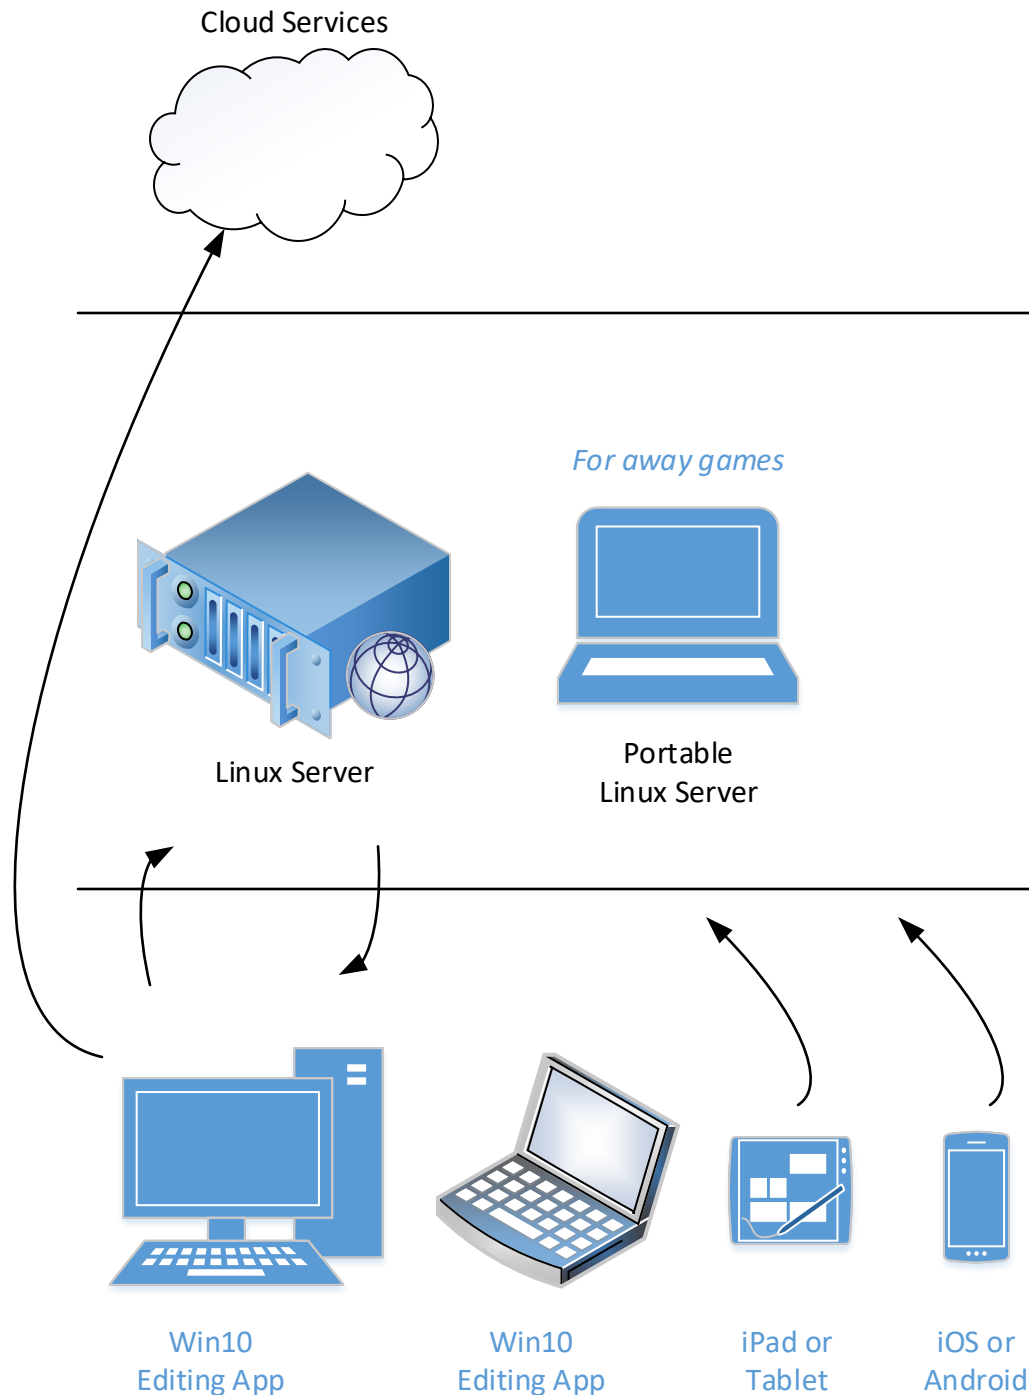 Cloud Services
For away games
Linux Server
Portable
Linux Server
Win10
Editing App
Win10
Editing App
iPad or
Tablet
iOS or
Android